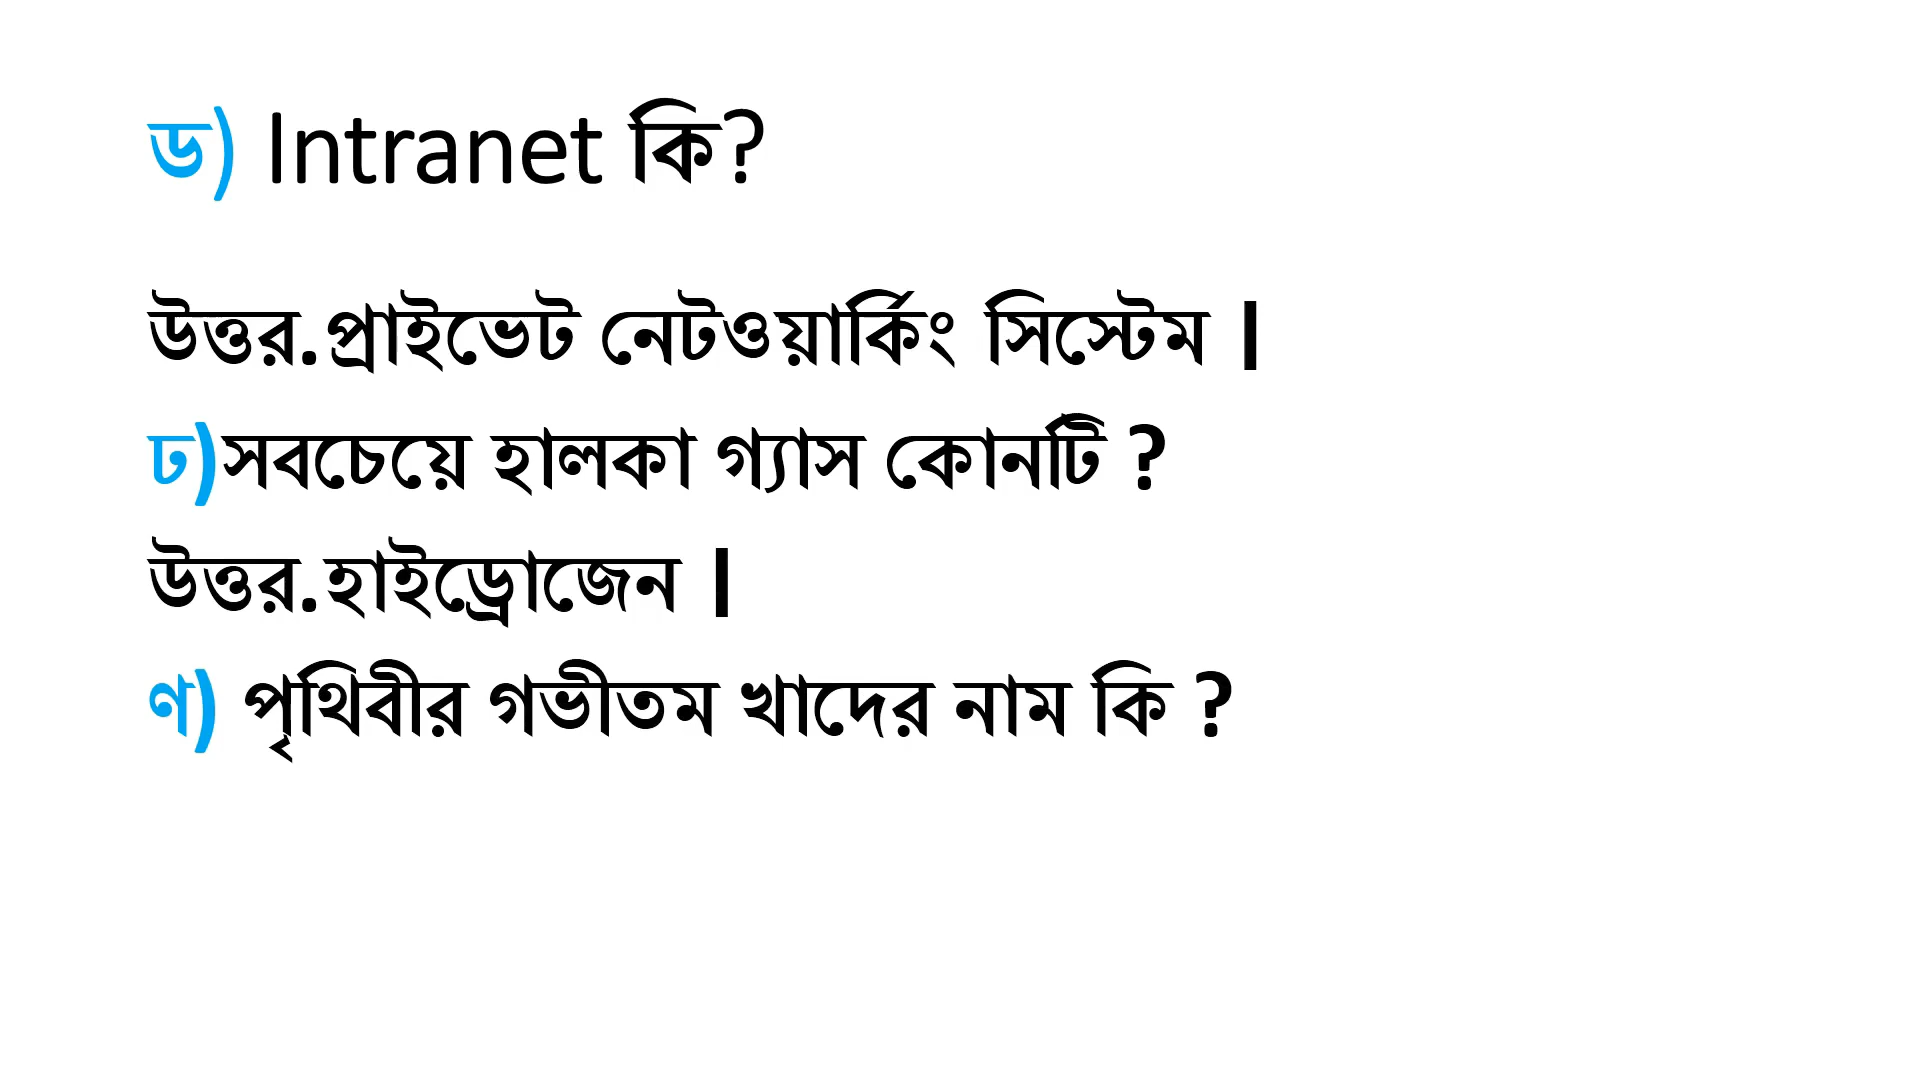 ড) Intranet কি?
উত্তর.প্রাইভেট নেটওয়ার্কিং সিস্টেম ।
ঢ)সবচেয়ে হালকা গ্যাস কোনটি ?
উত্তর.হাইড্রোজেন ।
ণ) পৃথিবীর গভীতম খাদের নাম কি ?